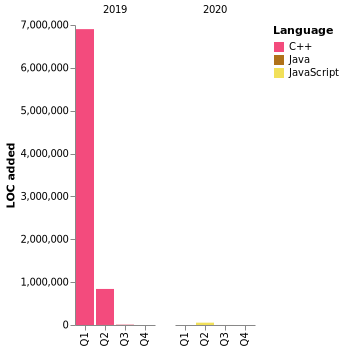 2019 2020
Language
C++
Java
JavaScript
LOC added
7,000,000
6,000,000
5,000,000
4,000,000
3,000,000
2,000,000
1,000,000
0
Q1 Q2 Q3 Q4 Q1 Q2 Q3 Q4